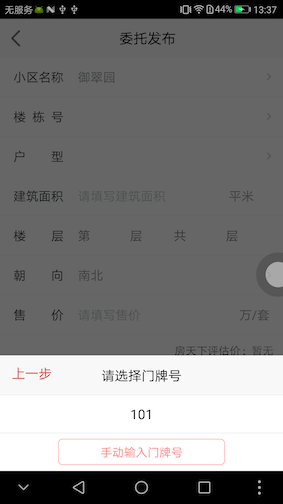 无服务 44% 13:37
委托发布
小区名称 御翠园
楼栋号
户型
建筑面积 请填写建筑面积 平米
楼层 第 层 共 层
朝向 南北
售价 请填写售价 万/套
房天下评估价：暂无
上一步 请选择门牌号
101
手动输入门牌号